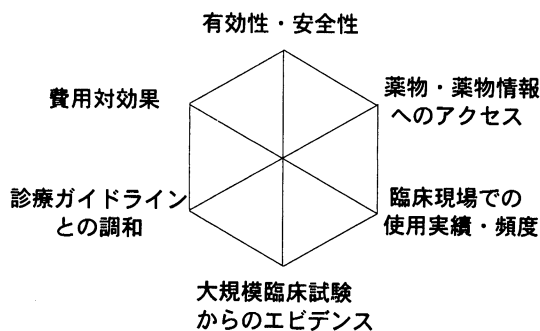 有効性・安全性
費用対効果
薬物・薬物情報
へのアクセス
診療ガイドライン
との調和
臨床現場での
使用実績・頻度
大規模臨床試験
からのエビデンス